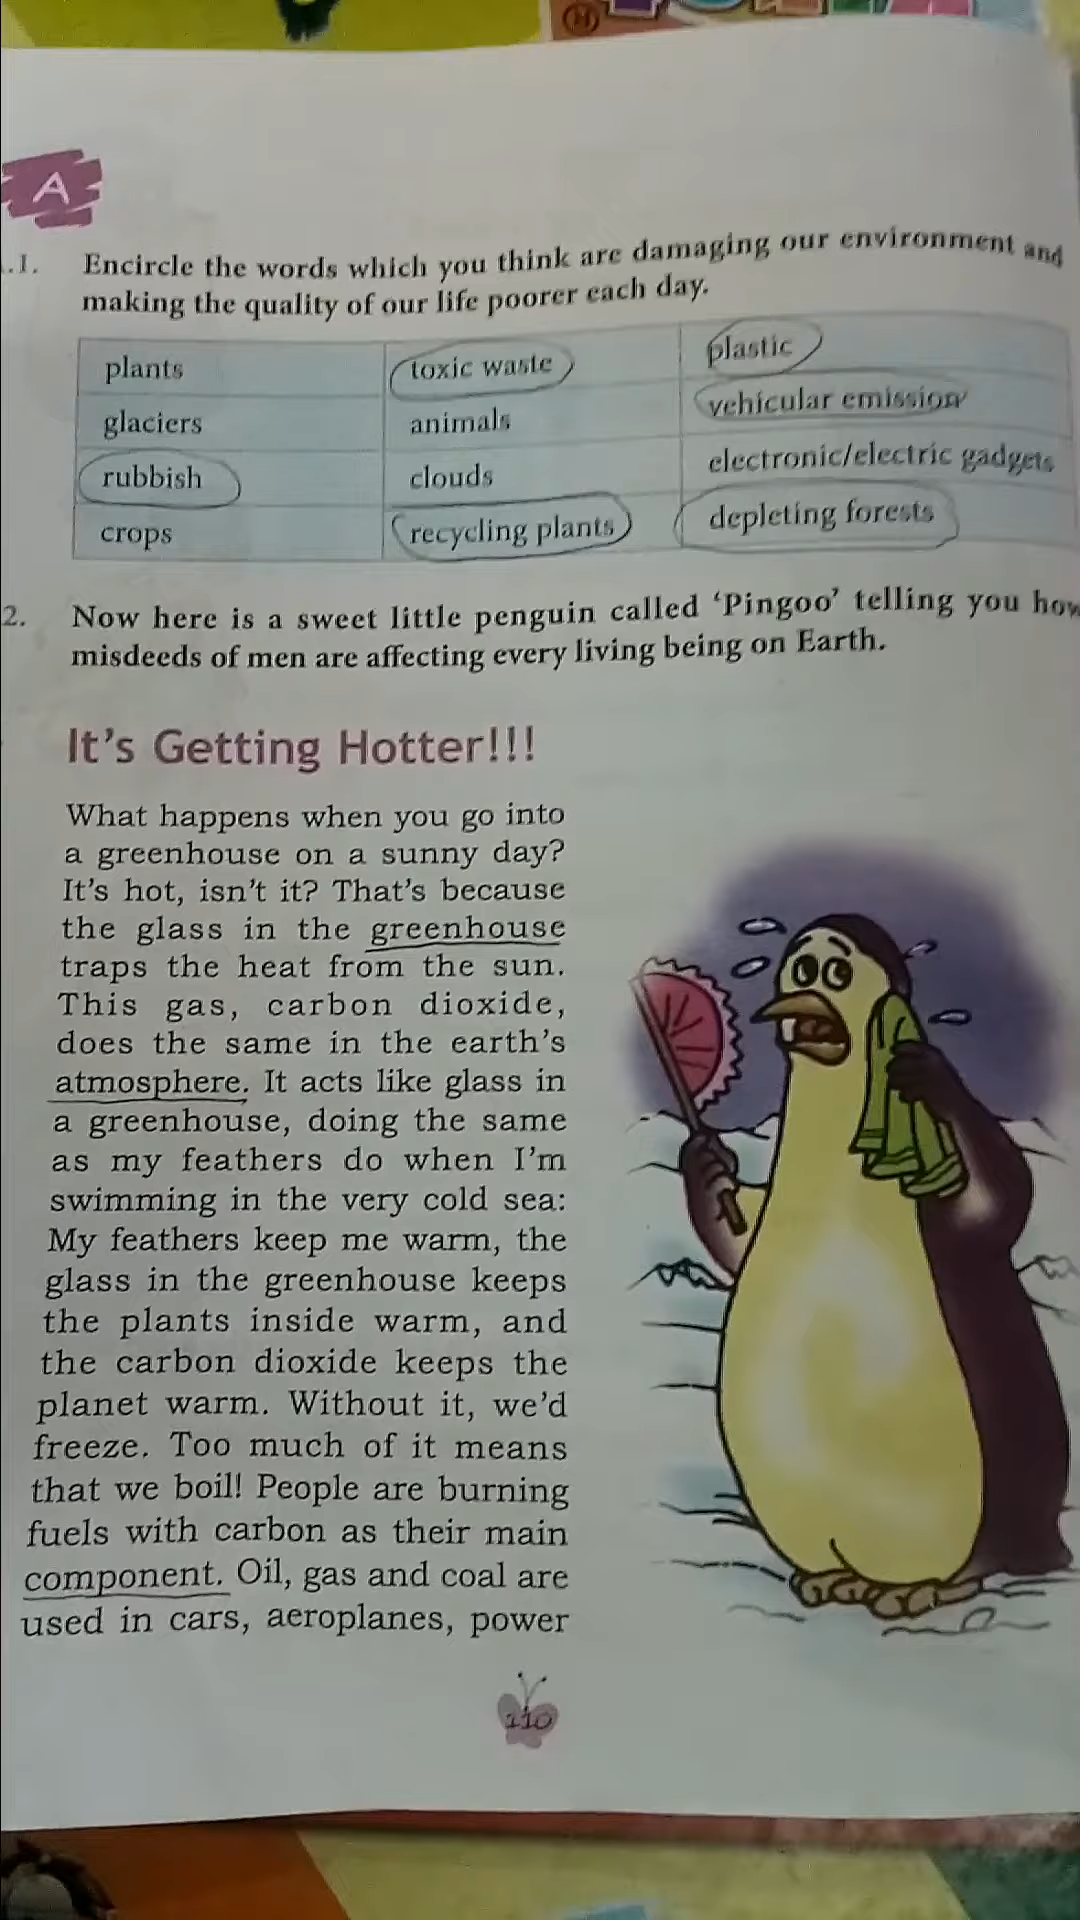 A
.1. Encircle the words which you think are damaging our environment and
making the quality of our life poorer each day.
plants toxic waste plastic
glaciers animals vehicular emission
rubbish clouds electronic/electric gadgets
crops recycling plants depleting forests
2. Now here is a sweet little penguin called ‘Pingoo’ telling you how
misdeeds of men are affecting every living being on Earth.
It’s Getting Hotter!!!
What happens when you go into
a greenhouse on a sunny day?
It’s hot, isn’t it? That’s because
the glass in the greenhouse
traps the heat from the sun.
This gas, carbon dioxide,
does the same in the earth’s
atmosphere. It acts like glass in
a greenhouse, doing the same
as my feathers do when I’m
swimming in the very cold sea:
My feathers keep me warm, the
glass in the greenhouse keeps
the plants inside warm, and
the carbon dioxide keeps the
planet warm. Without it, we’d
freeze. Too much of it means
that we boil! People are burning
fuels with carbon as their main
component. Oil, gas and coal are
used in cars, aeroplanes, power
110